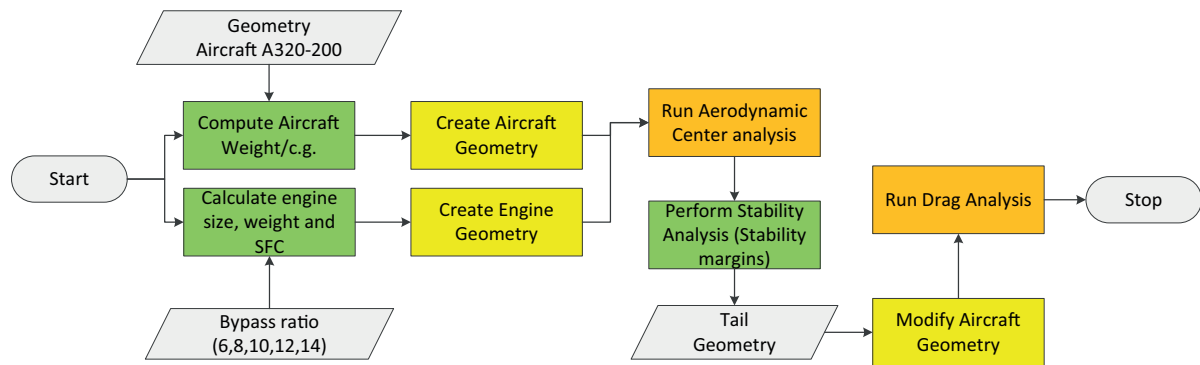 Geometry
Aircraft A320-200
Compute Aircraft
Weight/c.g.
Create Aircraft
Geometry
Run Aerodynamic
Center analysis
Start
Calculate engine
size, weight and
SFC
Create Engine
Geometry
Perform Stability
Analysis (Stability
margins)
Run Drag Analysis
Stop
Bypass ratio
(6,8,10,12,14)
Tail
Geometry
Modify Aircraft
Geometry